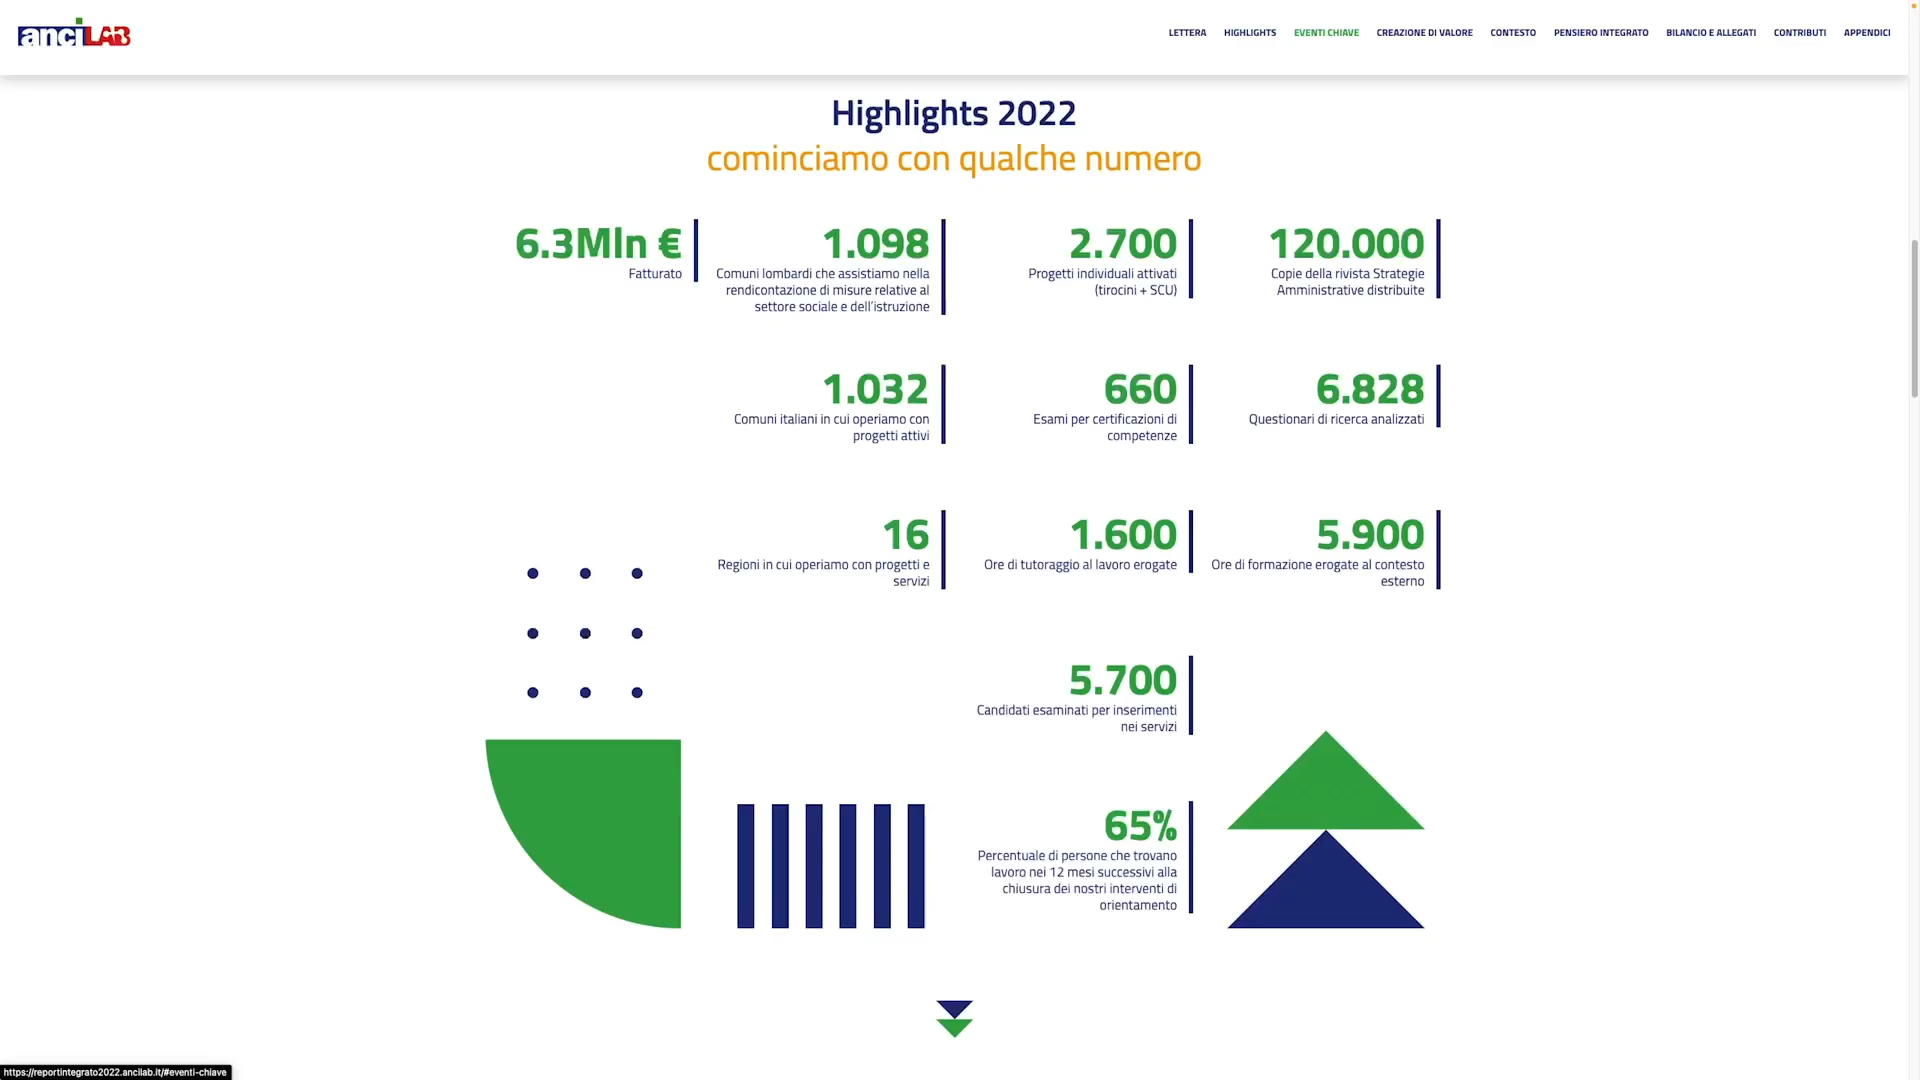 anciLAB
LETTERA
HIGHLIGHTS
EVENTI CHIAVE
CREAZIONE DI VALORE
CONTESTO
PENSIERO INTEGRATO
BILANCIO E ALLEGATI
CONTRIBUTI
APPENDICI
Highlights 2022
cominciamo con qualche numero
6.3Mln €
Fatturato
1.098
Comuni lombardi che assistiamo nella
rendicontazione di misure relative al
settore sociale e dell'istruzione
2.700
Progetti individuali attivati
(tirocini + SCU)
120.000
Copie della rivista Strategie
Amministrative distribuite
1.032
Comuni italiani in cui operiamo con
progetti attivi
660
Esami per certificazioni di
competenze
6.828
Questionari di ricerca analizzati
16
Regioni in cui operiamo con progetti e
servizi
1.600
Ore di tutoraggio al lavoro erogate
5.900
Ore di formazione erogate al contesto
esterno
5.700
Candidati esaminati per inserimenti
nei servizi
65%
Percentuale di persone che trovano
lavoro nei 12 mesi successivi alla
chiusura dei nostri interventi di
orientamento
https://reportintegrato2022.ancilab.it/#eventi-chiave